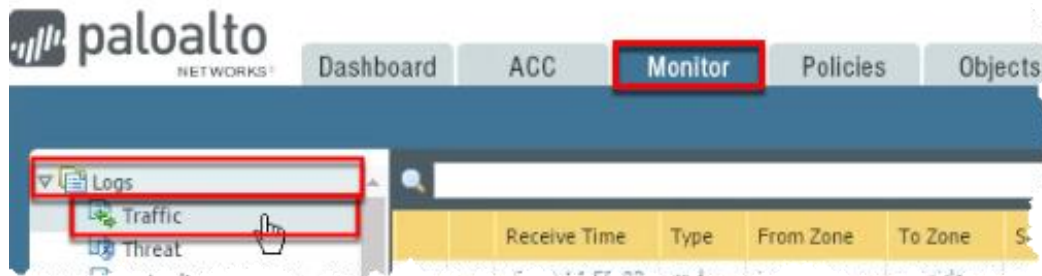 paloalto
NETWORKS
Dashboard ACC Monitor Policies Objects
Logs
Traffic
Threat
Receive Time Type From Zone To Zone